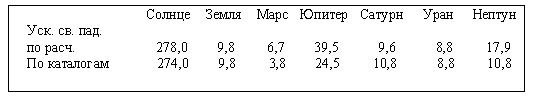 Солнце Земля Марс Юпитер Сатурн Уран Нептун
Уск. св. пад.
по расч. 278,0 9,8 6,7 39,5 9,6 8,8 17,9
По каталогам 274,0 9,8 3,8 24,5 10,8 8,8 10,8